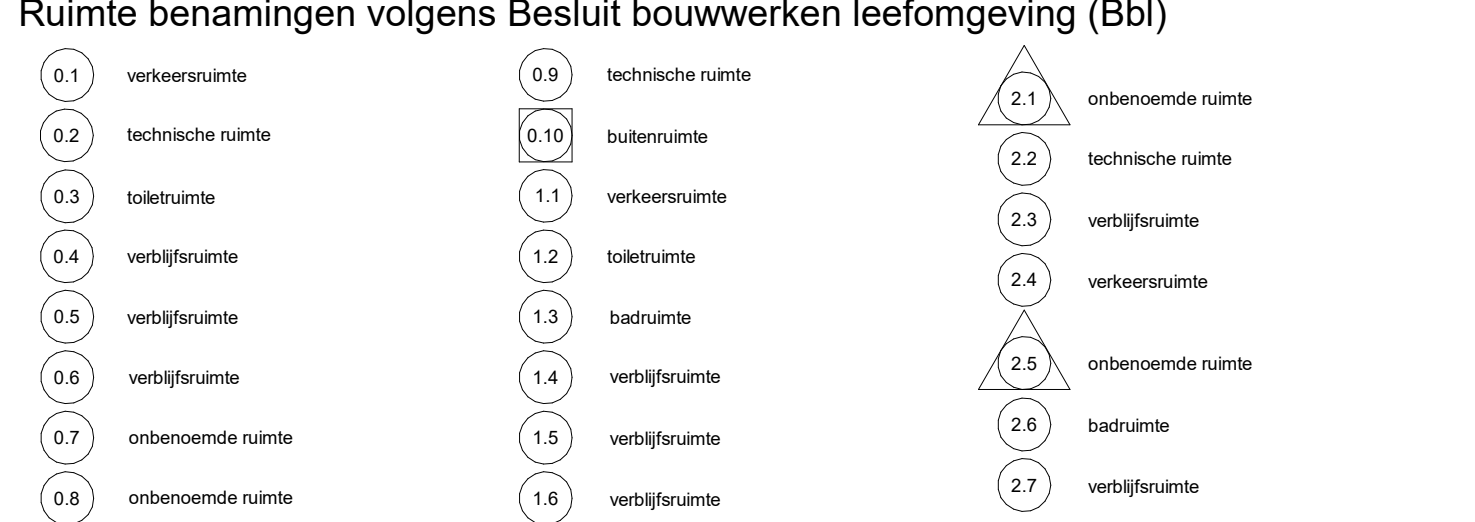 Ruimte benamingen volgens Besluit bouwwerken leefomgeving (Bbl)
0.1 verkeersruimte
0.2 technische ruimte
0.3 toiletruimte
0.4 verblijfsruimte
0.5 verblijfsruimte
0.6 verblijfsruimte
0.7 onbenoemde ruimte
0.8 onbenoemde ruimte
0.9 technische ruimte
0.10 buitenruimte
1.1 verkeersruimte
1.2 toiletruimte
1.3 badruimte
1.4 verblijfsruimte
1.5 verblijfsruimte
1.6 verblijfsruimte
2.1 onbenoemde ruimte
2.2 technische ruimte
2.3 verblijfsruimte
2.4 verkeersruimte
2.5 onbenoemde ruimte
2.6 badruimte
2.7 verblijfsruimte